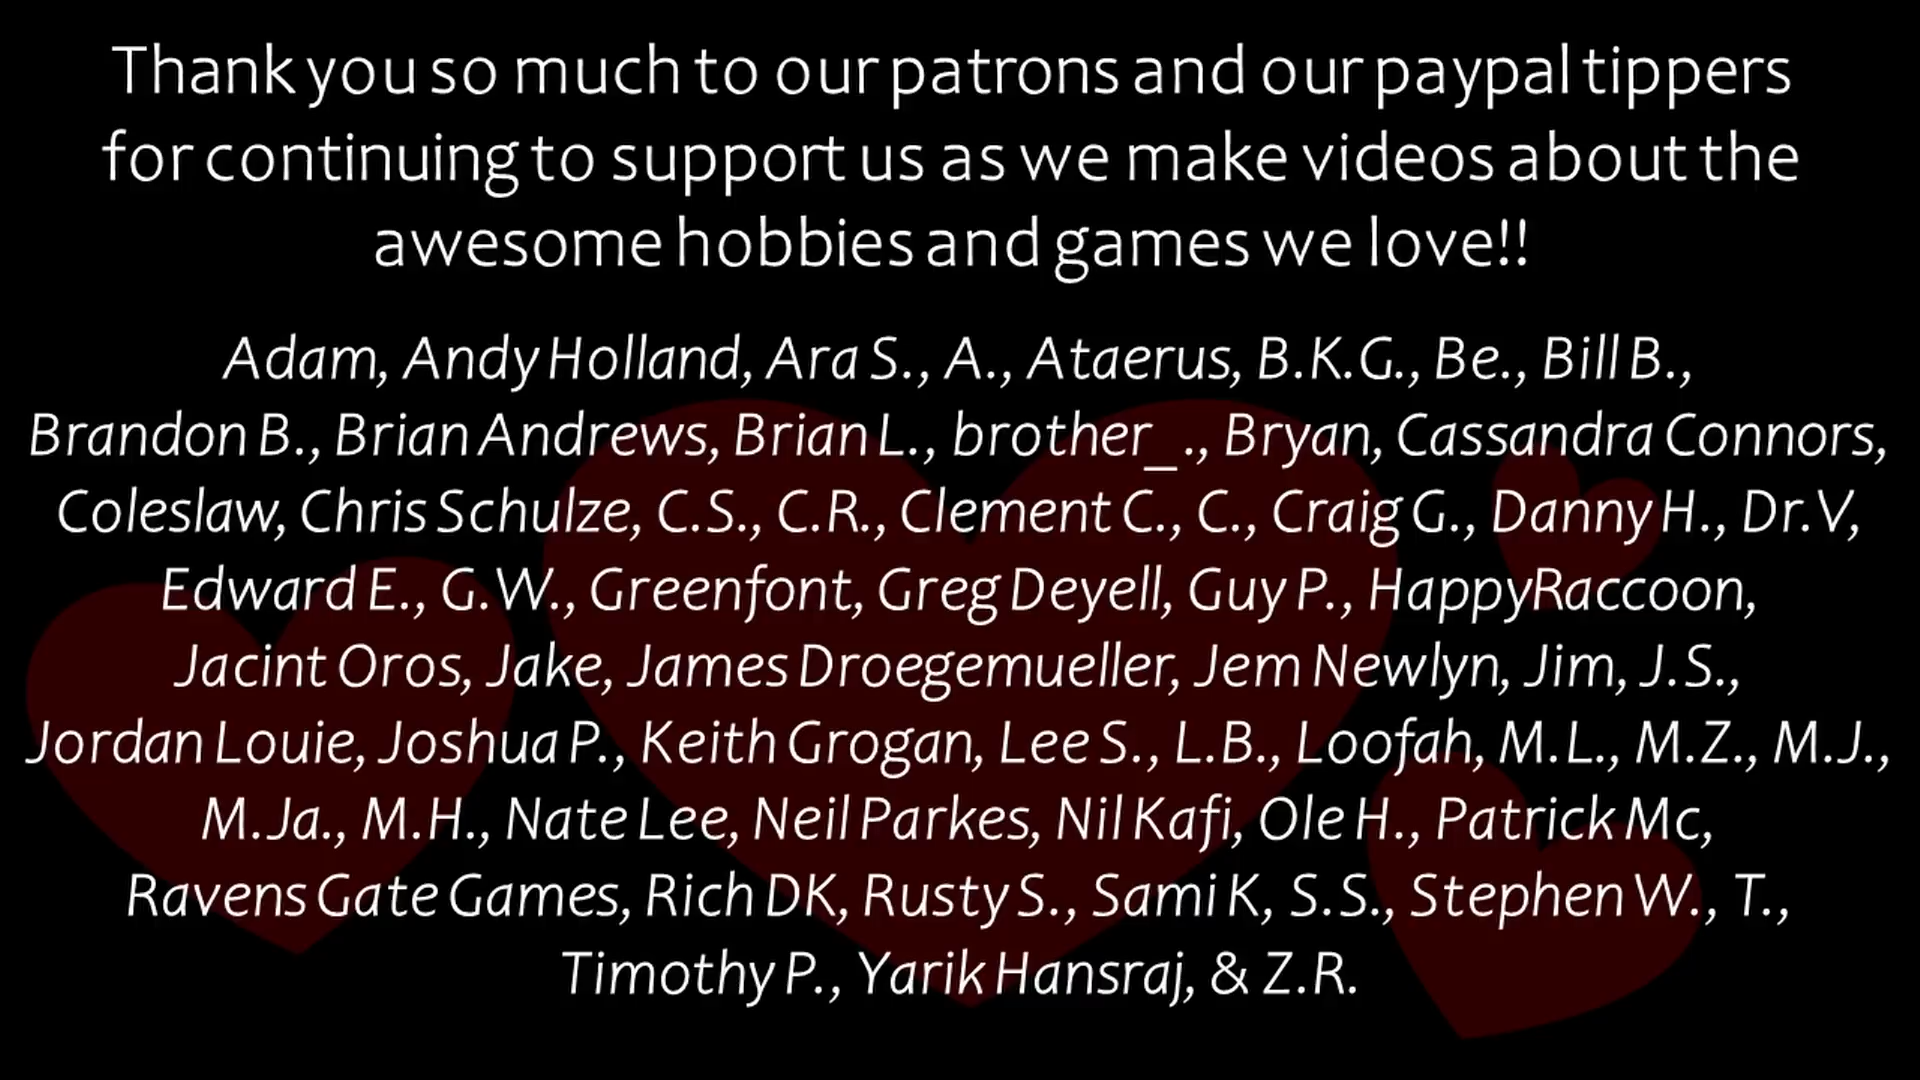 Thank you so much to our patrons and our paypal tippers
for continuing to support us as we make videos about the
awesome hobbies and games we love!!
Adam, Andy Holland, Ara S., A., Ataerus, B.K.G., Be., Bill B.,
Brandon B., Brian Andrews, Brian L., brother_., Bryan, Cassandra Connors,
Coleslaw, Chris Schulze, C.S., C.R., Clement C., C., Craig G., Danny H., Dr.V,
Edward E., G.W., Greenfont, Greg Deyell, Guy P., HappyRaccoon,
Jacint Oros, Jake, James Droegemueller, Jem Newlyn, Jim, J.S.,
Jordan Louie, Joshua P., Keith Grogan, Lee S., L.B., Loofah, M.L., M.Z., M.J.,
M.Ja., M.H., Nate Lee, Neil Parkes, Nil Kafi, Ole H., Patrick Mc,
Ravens Gate Games, Rich DK, Rusty S., Sami K, S.S., Stephen W., T.,
Timothy P., Yarik Hansraj, & Z.R.